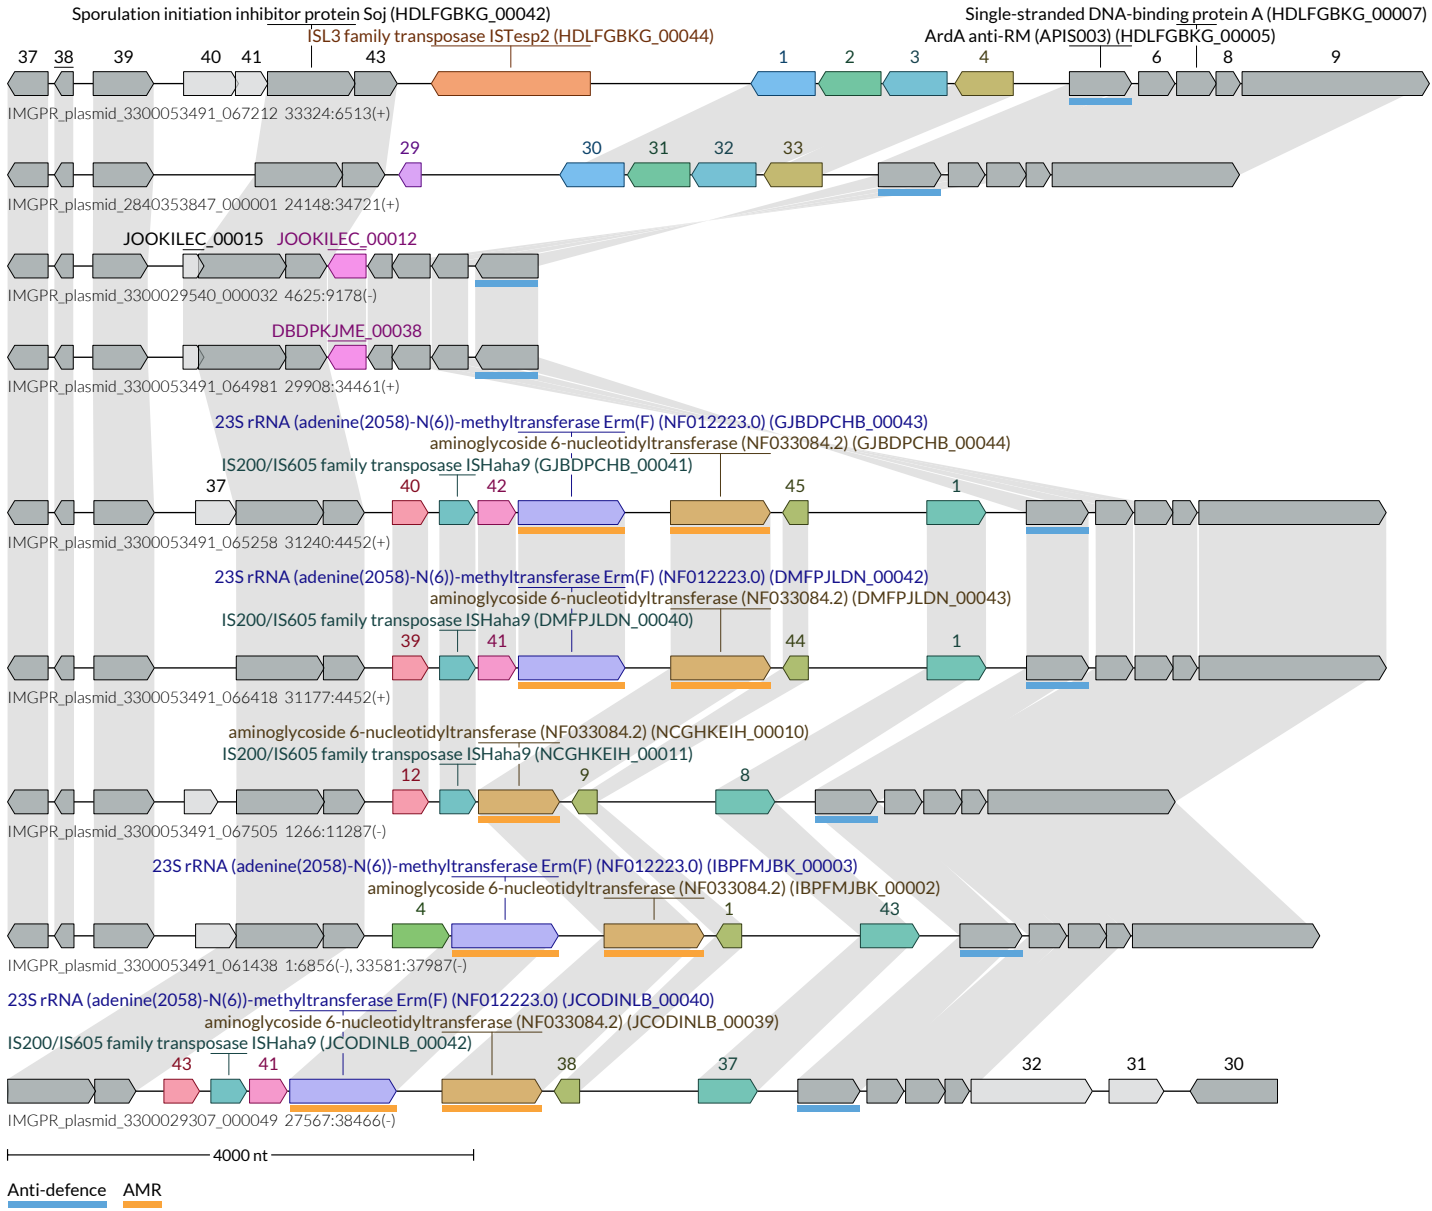 Sporulation initiation inhibitor protein Soj (HDLFGBKG_00042) Single-stranded DNA-binding protein A (HDLFGBKG_00007)
ISL3 family transposase ISTesp2 (HDLFGBKG_00044) ArdA anti-RM (APIS003) (HDLFGBKG_00005)
37 38 39 40 41 43 1 2 3 4 6 8 9
IMGPR_plasmid_3300053491_067212 33324:6513(+)
29 30 31 32 33
IMGPR_plasmid_2840353847_000001 24148:34721(+)
JOOKILEC_00015 JOOKILEC_00012
IMGPR_plasmid_3300029540_000032 4625:9178(-)
DBDPKJME_00038
IMGPR_plasmid_3300053491_064981 29908:34461(+)
23S rRNA (adenine(2058)-N(6))-methyltransferase Erm(F) (NF012223.0) (GJBDPCHB_00043)
aminoglycoside 6-nucleotidyltransferase (NF033084.2) (GJBDPCHB_00044)
IS200/IS605 family transposase ISHaha9 (GJBDPCHB_00041)
37 40 42 45 1
IMGPR_plasmid_3300053491_065258 31240:4452(+)
23S rRNA (adenine(2058)-N(6))-methyltransferase Erm(F) (NF012223.0) (DMFPJLDN_00042)
aminoglycoside 6-nucleotidyltransferase (NF033084.2) (DMFPJLDN_00043)
IS200/IS605 family transposase ISHaha9 (DMFPJLDN_00040)
39 41 44 1
IMGPR_plasmid_3300053491_066418 31177:4452(+)
aminoglycoside 6-nucleotidyltransferase (NF033084.2) (NCGHKEIH_00010)
IS200/IS605 family transposase ISHaha9 (NCGHKEIH_00011)
12 9 8
IMGPR_plasmid_3300053491_067505 1266:11287(-)
23S rRNA (adenine(2058)-N(6))-methyltransferase Erm(F) (NF012223.0) (IBPFMJBK_00003)
aminoglycoside 6-nucleotidyltransferase (NF033084.2) (IBPFMJBK_00002)
4 1 43
IMGPR_plasmid_3300053491_061438 1:6856(-), 33581:37987(-)
23S rRNA (adenine(2058)-N(6))-methyltransferase Erm(F) (NF012223.0) (JCODINLB_00040)
aminoglycoside 6-nucleotidyltransferase (NF033084.2) (JCODINLB_00039)
IS200/IS605 family transposase ISHaha9 (JCODINLB_00042)
43 41 38 37 32 31 30
IMGPR_plasmid_3300029307_000049 27567:38466(-)
4000 nt
Anti-defence AMR